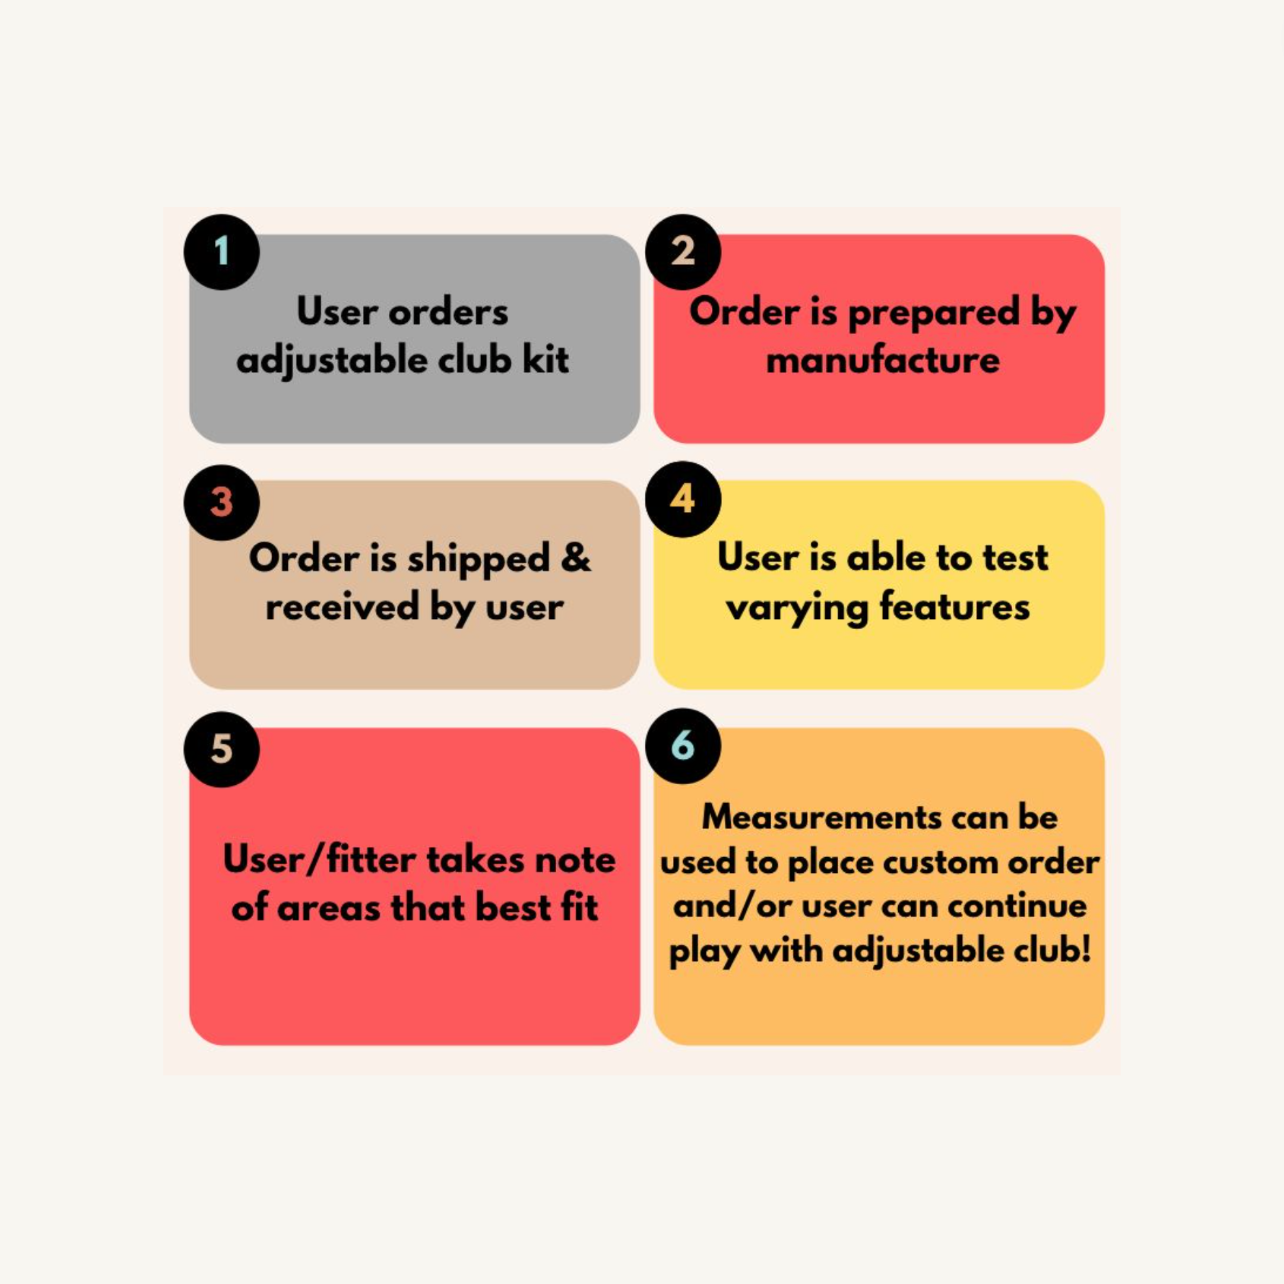 1
User orders
adjustable club kit
2
Order is prepared by
manufacture
3
Order is shipped &
received by user
4
User is able to test
varying features
5
User/fitter takes note
of areas that best fit
6
Measurements can be
used to place custom order
and/or user can continue
play with adjustable club!